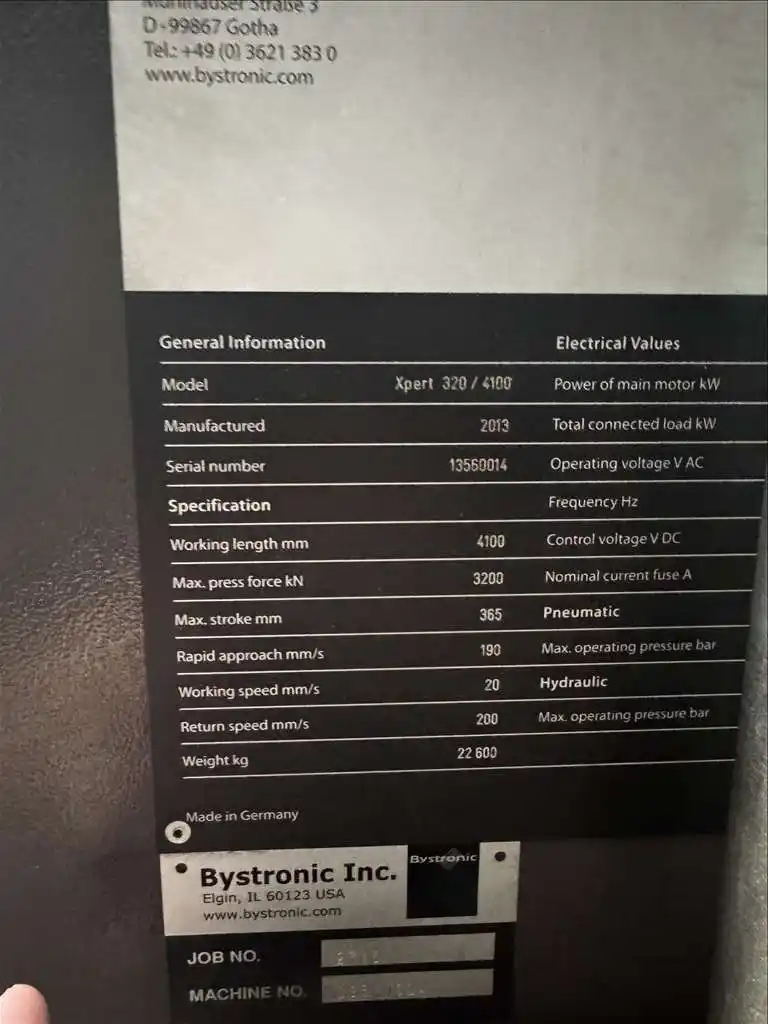 Mühlhäuser Straße 3
D-99867 Gotha
Tel.: +49 (0) 3621 383 0
www.bystronic.com
General Information
Electrical Values
Model Xpert 320 / 4100 Power of main motor kW
Manufactured 2013 Total connected load kW
Serial number 13560014 Operating voltage V AC
Specification Frequency Hz
Working length mm 4100 Control voltage V DC
Max. press force kN 3200 Nominal current fuse A
Max. stroke mm 365 Pneumatic
Rapid approach mm/s 190 Max. operating pressure bar
Working speed mm/s 20 Hydraulic
Return speed mm/s 200 Max. operating pressure bar
Weight kg 22 600
Made in Germany
Bystronic Inc.
Bystronic
Elgin, IL 60123 USA
www.bystronic.com
JOB NO.
MACHINE NO.